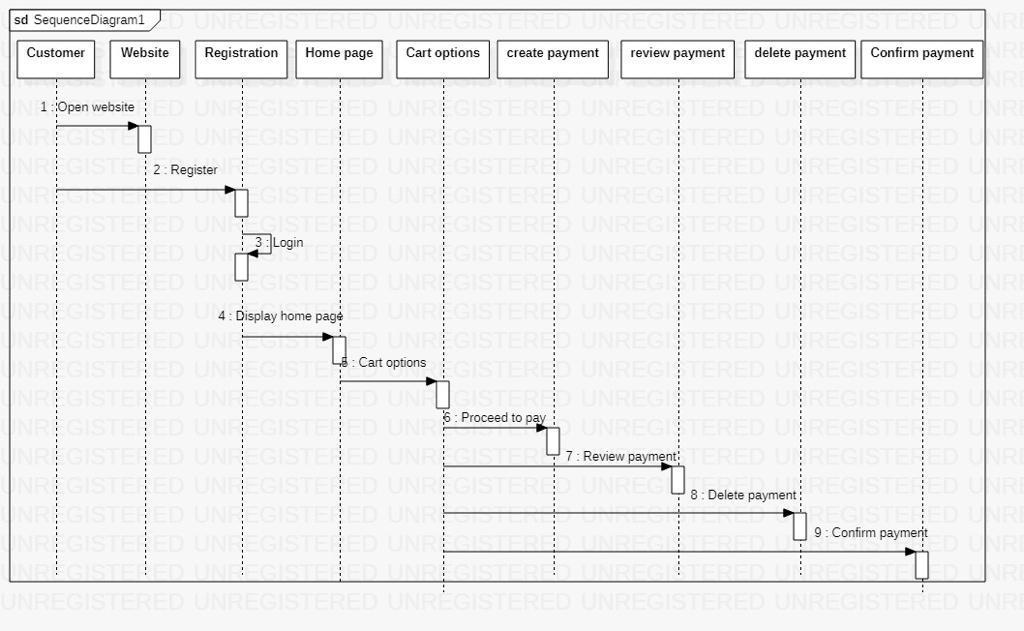 sd SequenceDiagram1
Customer
Website
Registration
Home page
Cart options
create payment
review payment
delete payment
Confirm payment
1 : Open website
2 : Register
3 : Login
4 : Display home page
5 : Cart options
6 : Proceed to pay
7 : Review payment
8 : Delete payment
9 : Confirm payment
UNREGISTERED UNREGISTERED UNREGISTERED UNREGISTERED UNREGISTERED